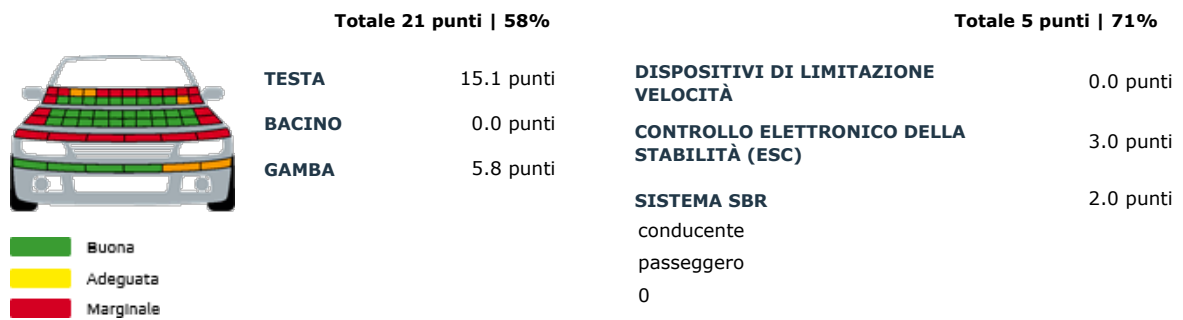 Totale 21 punti | 58%
TESTA 15.1 punti
BACINO 0.0 punti
GAMBA 5.8 punti
Buona
Adeguata
Marginale
Totale 5 punti | 71%
DISPOSITIVI DI LIMITAZIONE
VELOCITÀ 0.0 punti
CONTROLLO ELETTRONICO DELLA
STABILITÀ (ESC) 3.0 punti
SISTEMA SBR 2.0 punti
conducente
passeggero
0